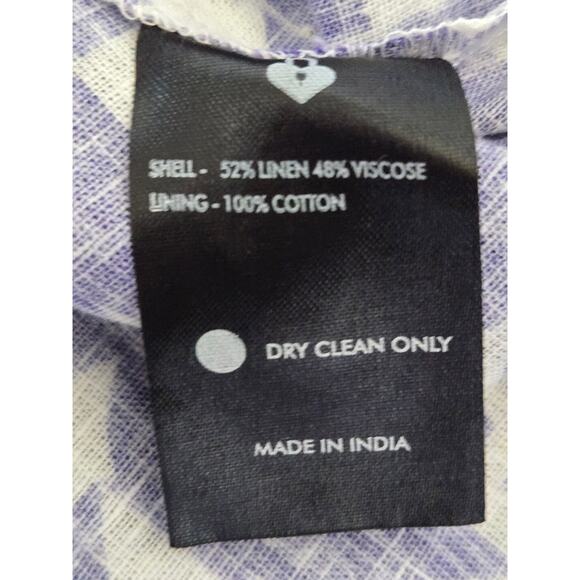 SHELL - 52% LINEN 48% VISCOSE
LINING - 100% COTTON
DRY CLEAN ONLY
MADE IN INDIA